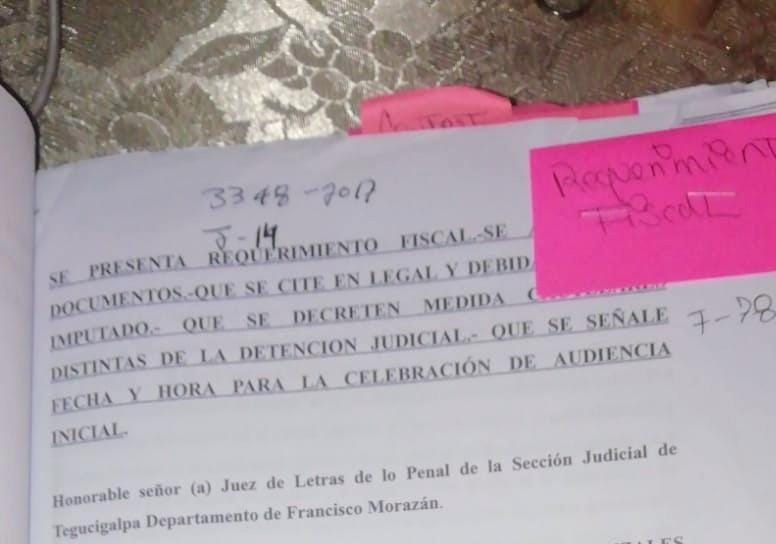 Requerimient
Fiscal
3348-2017
J-14
SE PRESENTA REQUERIMIENTO FISCAL.-SE
DOCUMENTOS.-QUE SE CITE EN LEGAL Y DEBID
IMPUTADO.- QUE SE DECRETEN MEDIDA
DISTINTAS DE LA DETENCION JUDICIAL.- QUE SE SEÑALE
7-78
FECHA Y HORA PARA LA CELEBRACIÓN DE AUDIENCIA
INICIAL.
Honorable señor (a) Juez de Letras de lo Penal de la Sección Judicial de
Tegucigalpa Departamento de Francisco Morazán.